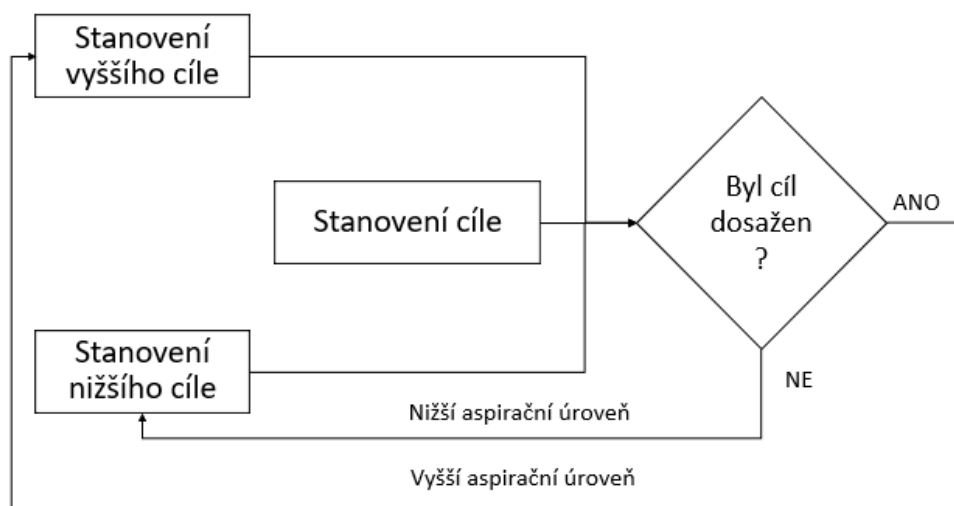 Stanovení
vyššího cíle
Stanovení cíle
Byl cíl
dosažen
?
ANO
Stanovení
nižšího cíle
NE
Nižší aspirační úroveň
Vyšší aspirační úroveň